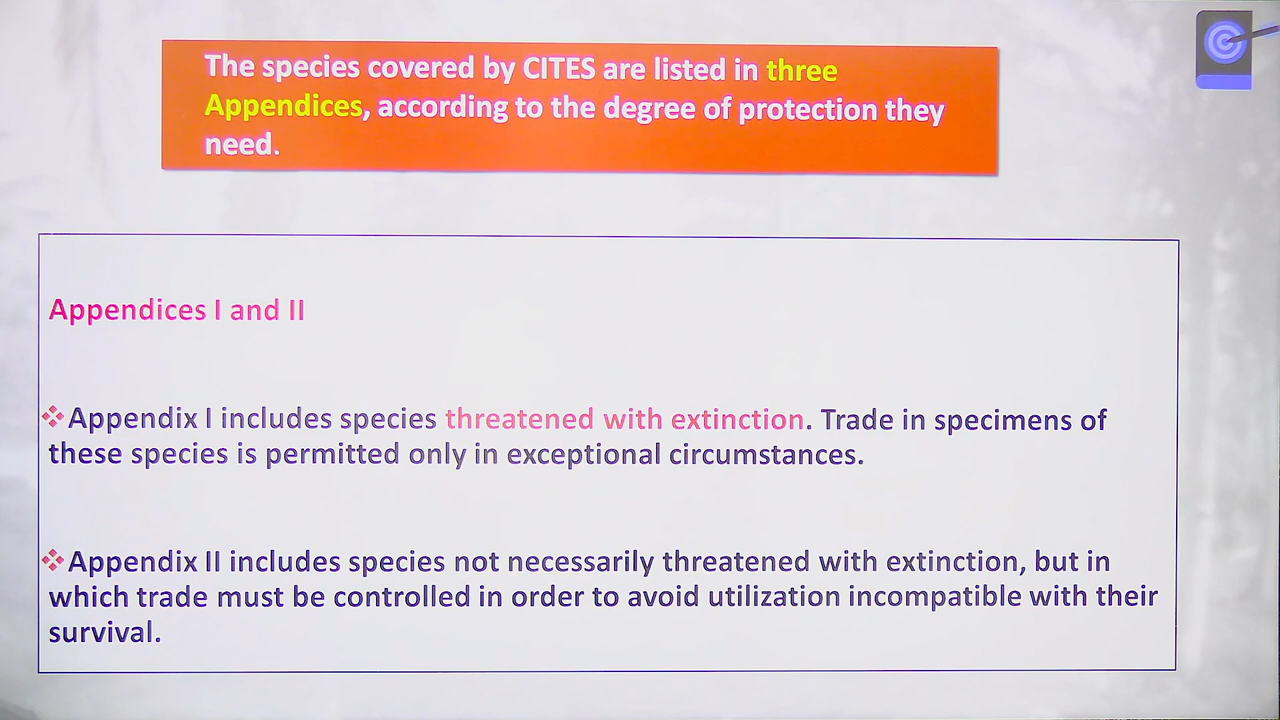 The species covered by CITES are listed in three
Appendices, according to the degree of protection they
need.
Appendices I and II
❖Appendix I includes species threatened with extinction. Trade in specimens of
these species is permitted only in exceptional circumstances.
❖Appendix II includes species not necessarily threatened with extinction, but in
which trade must be controlled in order to avoid utilization incompatible with their
survival.